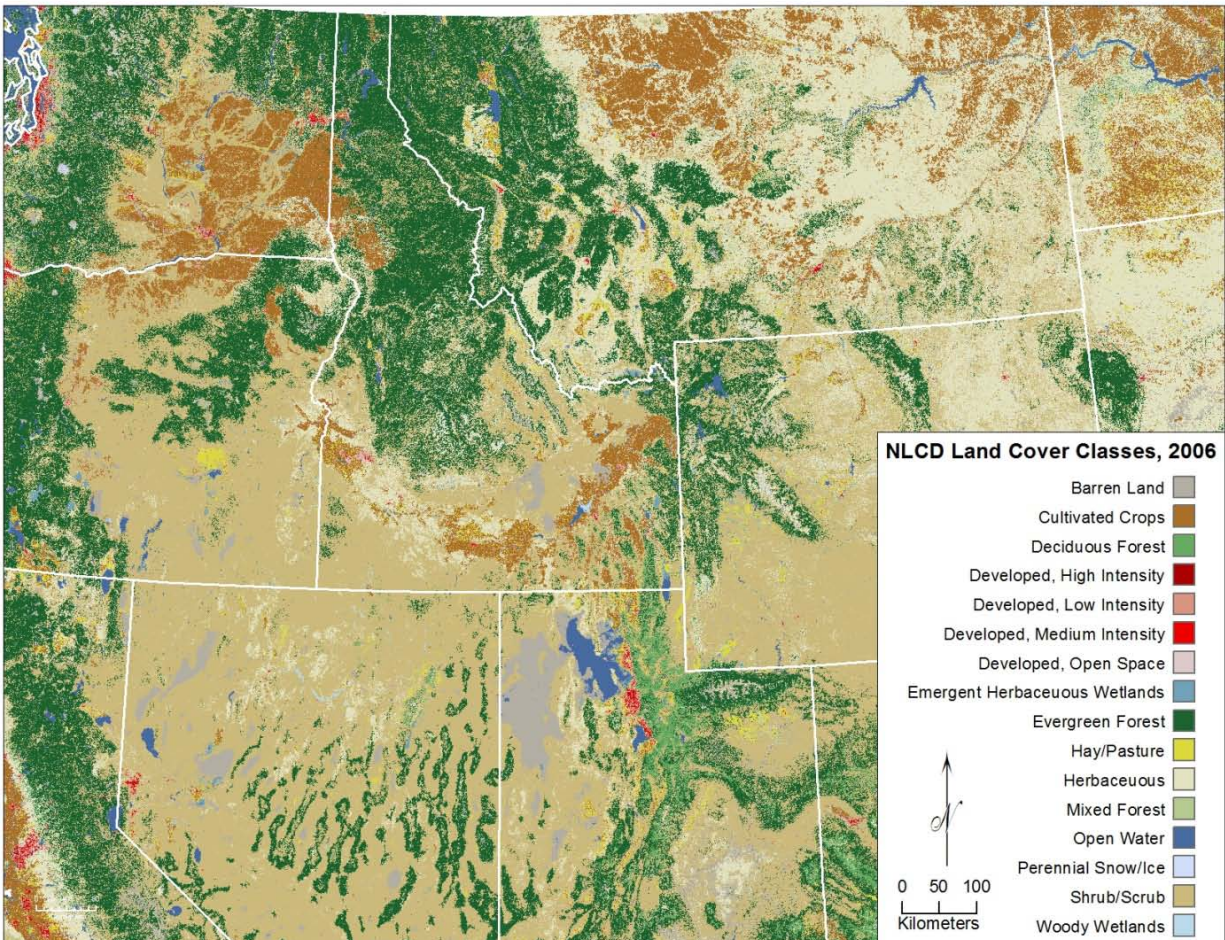 NLCD Land Cover Classes, 2006
Barren Land
Cultivated Crops
Deciduous Forest
Developed, High Intensity
Developed, Low Intensity
Developed, Medium Intensity
Developed, Open Space
Emergent Herbaceuous Wetlands
Evergreen Forest
Hay/Pasture
Herbaceous
Mixed Forest
Open Water
Perennial Snow/Ice
Shrub/Scrub
Woody Wetlands
N
0 50 100
Kilometers